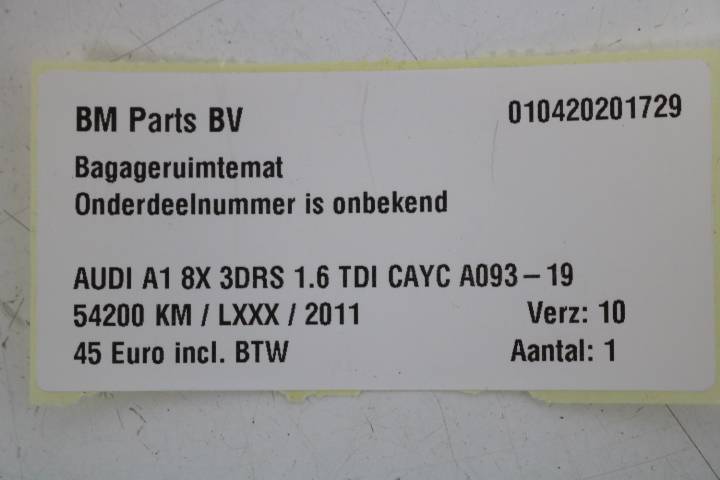 BM Parts BV 010420201729
Bagageruimtemat
Onderdeelnummer is onbekend
AUDI A1 8X 3DRS 1.6 TDI CAYC A093-19
54200 KM / LXXX / 2011 Verz: 10
45 Euro incl. BTW Aantal: 1